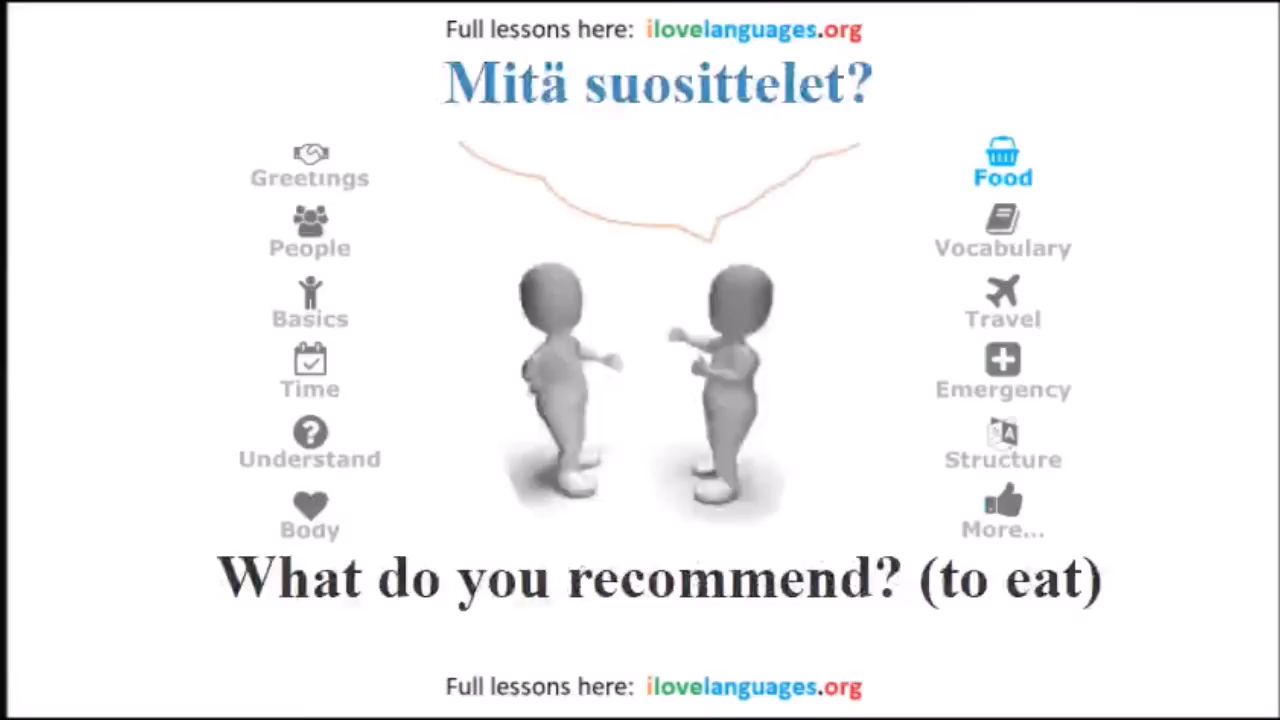 Full lessons here: ilovelanguages.org
Mitä suosittelet?
Greetings
People
Basics
Time
Understand
Body
Food
Vocabulary
Travel
Emergency
Structure
More...
What do you recommend? (to eat)
Full lessons here: ilovelanguages.org